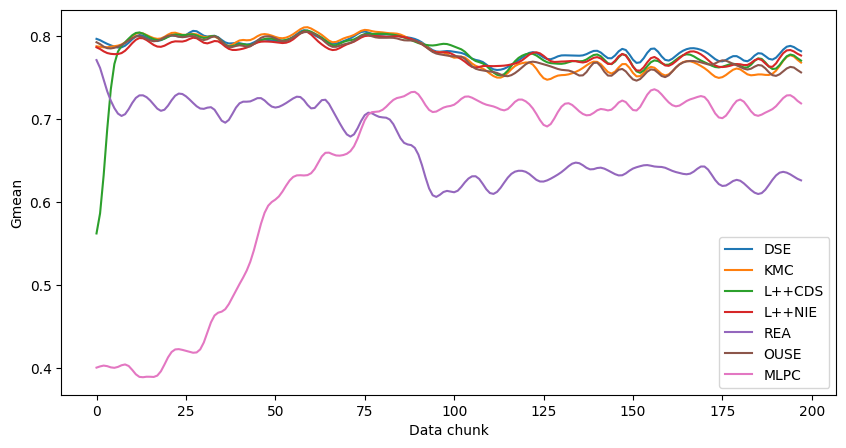 0.8
0.7
0.6
0.5
0.4
Gmean
0 25 50 75 100 125 150 175 200
Data chunk
DSE
KMC
L++CDS
L++NIE
REA
OUSE
MLPC